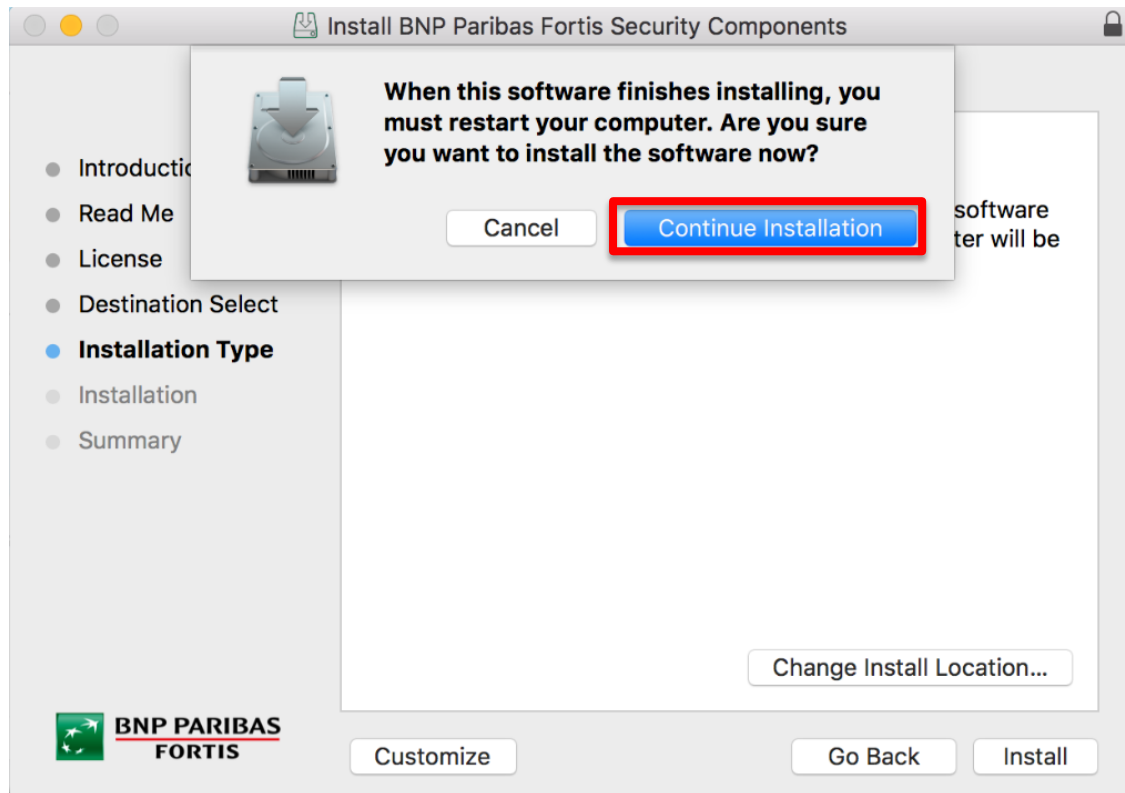 Install BNP Paribas Fortis Security Components
When this software finishes installing, you
must restart your computer. Are you sure
you want to install the software now?
Cancel
Continue Installation
Introductio
Read Me
License
Destination Select
Installation Type
Installation
Summary
software
ter will be
Change Install Location...
BNP PARIBAS
FORTIS
Customize
Go Back
Install